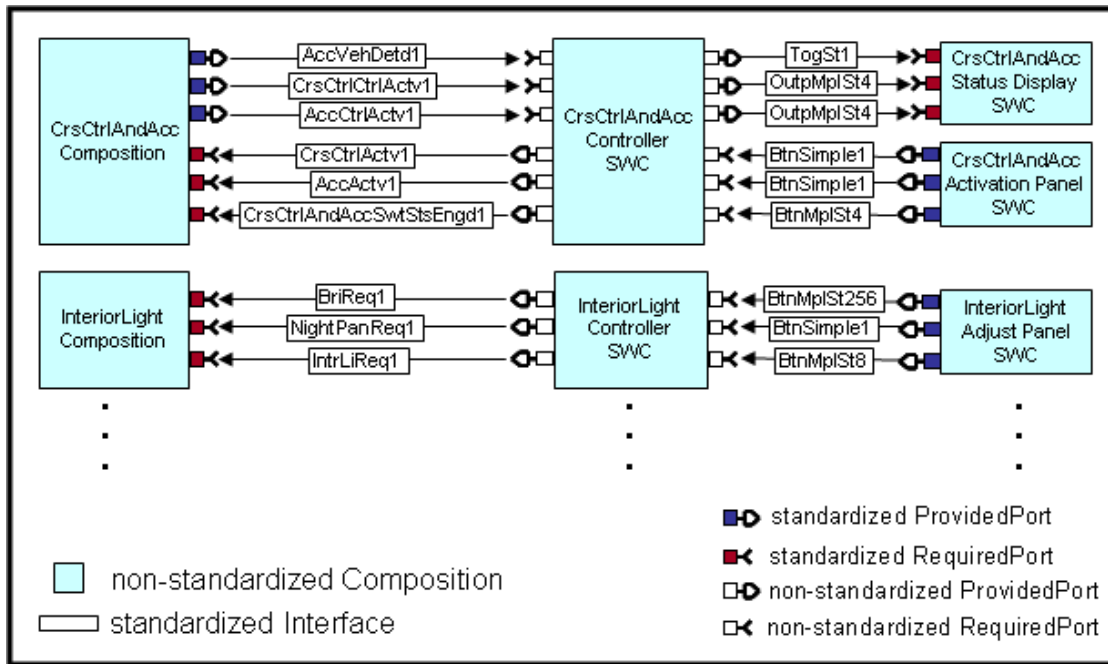 CrsCtrlAndAcc
Composition
AccVehDetd1
CrsCtrlCtrlActv1
AccCtrlActv1
CrsCtrlActv1
AccActv1
CrsCtrlAndAccSwtStsEngd1
CrsCtrlAndAcc
Controller
SWC
TogSt1
OutpMplSt4
OutpMplSt4
BtnSimple1
BtnSimple1
BtnMplSt4
CrsCtrlAndAcc
Status Display
SWC
CrsCtrlAndAcc
Activation Panel
SWC
InteriorLight
Composition
BriReq1
NightPanReq1
IntrLiReq1
InteriorLight
Controller
SWC
BtnMplSt256
BtnSimple1
BtnMplSt8
InteriorLight
Adjust Panel
SWC
non-standardized Composition
standardized Interface
standardized ProvidedPort
standardized RequiredPort
non-standardized ProvidedPort
non-standardized RequiredPort